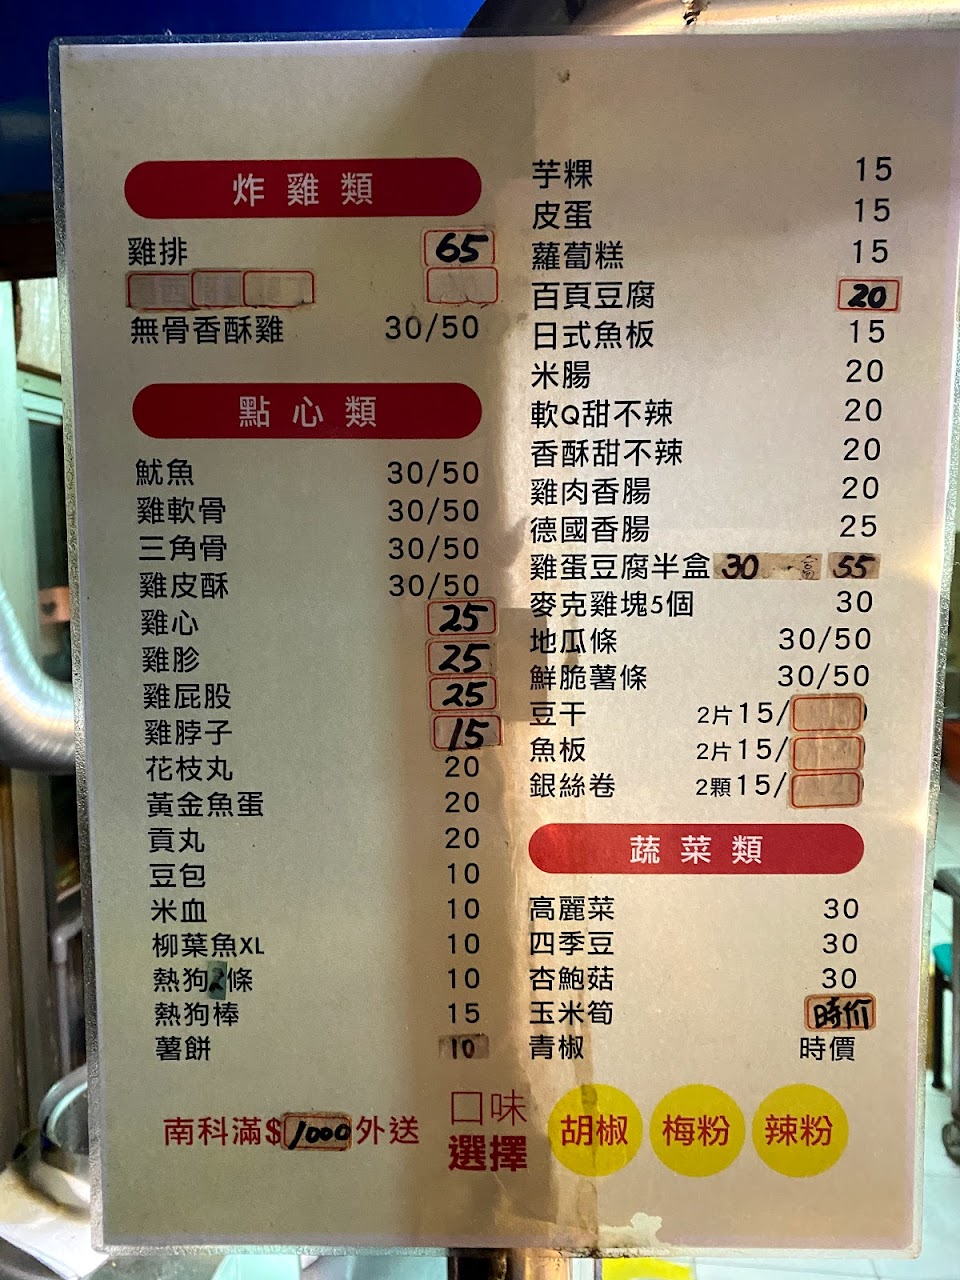 炸雞類
雞排 65
無骨香酥雞 30/50
點心類
魷魚 30/50
雞軟骨 30/50
三角骨 30/50
雞皮酥 30/50
雞心 25
雞胗 25
雞屁股 25
雞脖子 15
花枝丸 20
黃金魚蛋 20
貢丸 20
豆包 10
米血 10
柳葉魚XL 10
熱狗2條 10
熱狗棒 15
薯餅 10
芋粿 15
皮蛋 15
蘿蔔糕 15
百頁豆腐 20
日式魚板 15
米腸 20
軟Q甜不辣 20
香酥甜不辣 20
雞肉香腸 20
德國香腸 25
雞蛋豆腐半盒 30 55
麥克雞塊5個 30
地瓜條 30/50
鮮脆薯條 30/50
豆干 2片15/
魚板 2片15/
銀絲卷 2顆15/
蔬菜類
高麗菜 30
四季豆 30
杏鮑菇 30
玉米筍 時价
青椒 時價
南科滿$1000外送
口味選擇 胡椒 梅粉 辣粉